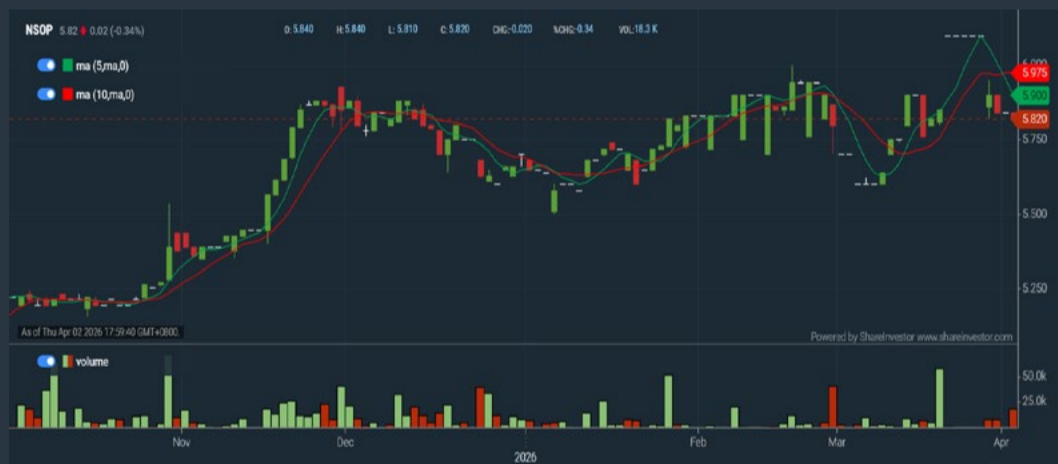 NSOP 5.82 0.02 (-0.34%) O: 5.840 H: 5.840 L: 5.810 C: 5.820 CHG:-0.020 %CHG:-0.34 VOL:18.3 K
ma (5,ma,0)
ma (10,ma,0)
6.000
5.975
5.900
5.820
5.750
5.500
5.250
As of Thu Apr 02 2026 17:59:40 GMT+0800.
Powered by ShareInvestor www.shareinvestor.com
volume
50.0k
25.0k
Nov Dec Feb Mar Apr
2026